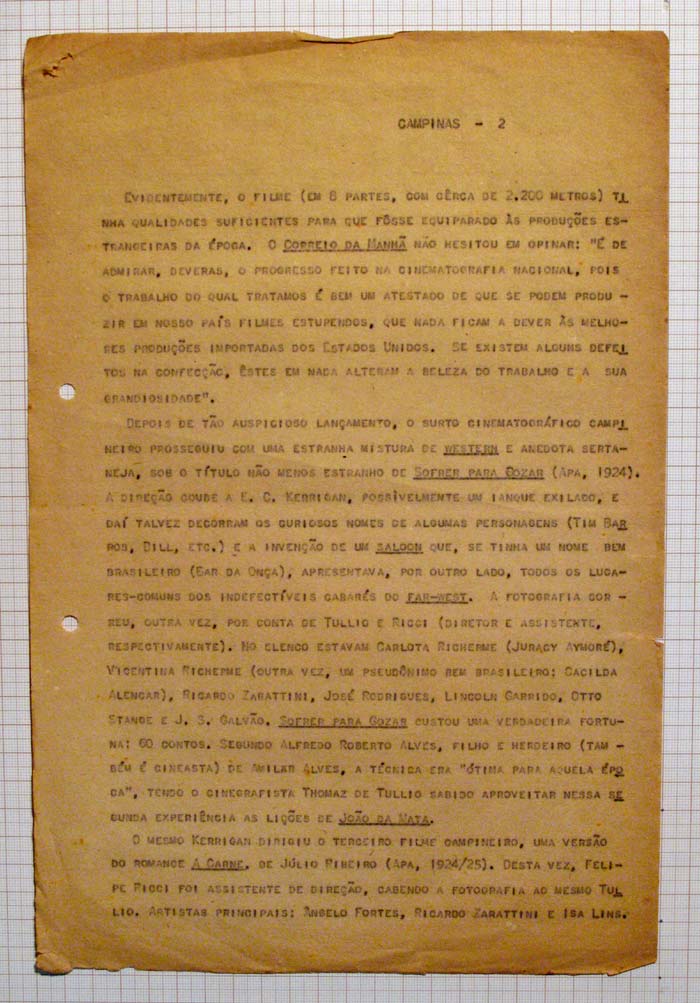 CAMPINAS - 2
EVIDENTEMENTE, O FILME (EM 8 PARTES, COM CÊRCA DE 2.200 METROS) TI
NHA QUALIDADES SUFICIENTES PARA QUE FÔSSE EQUIPARADO ÀS PRODUÇÕES ES-
TRANGEIRAS DA ÉPOCA. O CORREIO DA MANHÃ NÃO HESITOU EM OPINAR: "É DE
ADMIRAR, DEVERAS, O PROGRESSO FEITO NA CINEMATOGRAFIA NACIONAL, POIS
O TRABALHO DO QUAL TRATAMOS É BEM UM ATESTADO DE QUE SE PODEM PRODU -
ZIR EM NOSSO PAÍS FILMES ESTUPENDOS, QUE NADA FICAM A DEVER ÀS MELHO-
RES PRODUÇÕES IMPORTADAS DOS ESTADOS UNIDOS. SE EXISTEM ALGUNS DEFEI
TOS NA CONFECÇÃO, ÊSTES EM NADA ALTERAM A BELEZA DO TRABALHO E A SUA
GRANDIOSIDADE".
DEPOIS DE TÃO AUSPICIOSO LANÇAMENTO, O SURTO CINEMATOGRÁFICO CAMPI
NEIRO PROSSEGUIU COM UMA ESTRANHA MISTURA DE WESTERN E ANEDOTA SERTA-
NEJA, SOB O TÍTULO NÃO MENOS ESTRANHO DE SOFRER PARA GOZAR (APA, 1924).
A DIREÇÃO COUBE A E. C. KERRIGAN, POSSÌVELMENTE UM IANQUE EXILADO, E
DAÍ TALVEZ DECORRAM OS CURIOSOS NOMES DE ALGUMAS PERSONAGENS (TIM BAR
ROS, BILL, ETC.) E A INVENÇÃO DE UM SALOON QUE, SE TINHA UM NOME BEM
BRASILEIRO (BAR DA ONÇA), APRESENTAVA, POR OUTRO LADO, TODOS OS LUGA-
RES-COMUNS DOS INDEFECTÍVEIS CABARÉS DO FAR-WEST. A FOTOGRAFIA COR -
REU, OUTRA VEZ, POR CONTA DE TULLIO E RICCI (DIRETOR E ASSISTENTE,
RESPECTIVAMENTE). NO ELENCO ESTAVAM CARLOTA RICHERME (JURACY AYMORÉ),
VICENTINA RICHERME (OUTRA VEZ, UM PSEUDÔNIMO BEM BRASILEIRO: CACILDA
ALENCAR), RICARDO ZARATTINI, JOSÉ RODRIGUES, LINCOLN GARRIDO, OTTO
STANGE E J. S. GALVÃO. SOFRER PARA GOZAR CUSTOU UMA VERDADEIRA FORTU-
NA: 60 CONTOS. SEGUNDO ALFREDO ROBERTO ALVES, FILHO E HERDEIRO (TAM -
BÉM É CINEASTA) DE AMILAR ALVES, A TÉCNICA ERA "ÓTIMA PARA AQUELA ÉPO
CA", TENDO O CINEGRAFISTA THOMAZ DE TULLIO SABIDO APROVEITAR NESSA SE
GUNDA EXPERIÊNCIA AS LIÇÕES DE JOÃO DA MATA.
O MESMO KERRIGAN DIRIGIU O TERCEIRO FILME CAMPINEIRO, UMA VERSÃO
DO ROMANCE A CARNE, DE JÚLIO RIBEIRO (APA, 1924/25). DESTA VEZ, FELI-
PE RICCI FOI ASSISTENTE DE DIREÇÃO, CABENDO A FOTOGRAFIA AO MESMO TUL
LIO. ARTISTAS PRINCIPAIS: ÂNGELO FORTES, RICARDO ZARATTINI E ISA LINS.